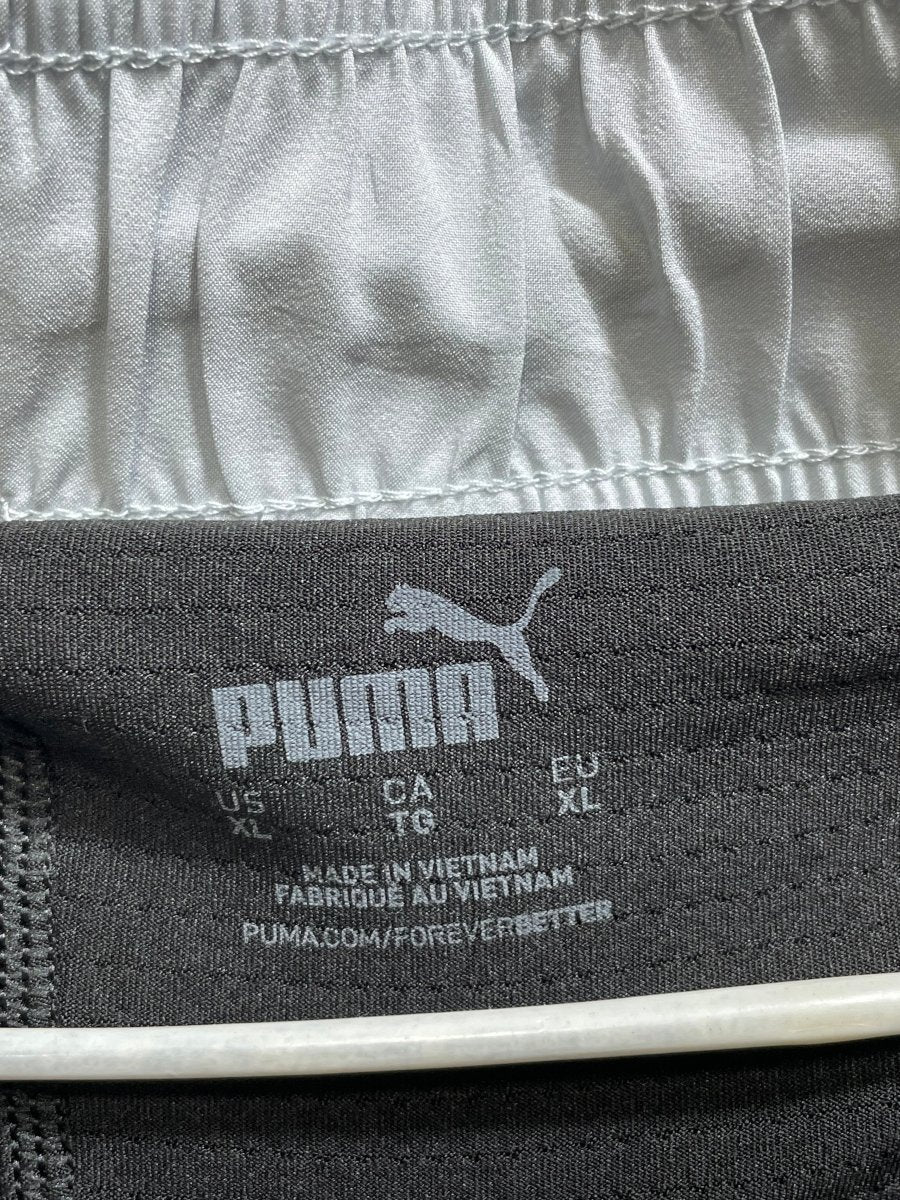 PUMA
US CA EU
XL TG XL
MADE IN VIETNAM
FABRIQUÉ AU VIETNAM
PUMA.COM/FOREVERBETTER